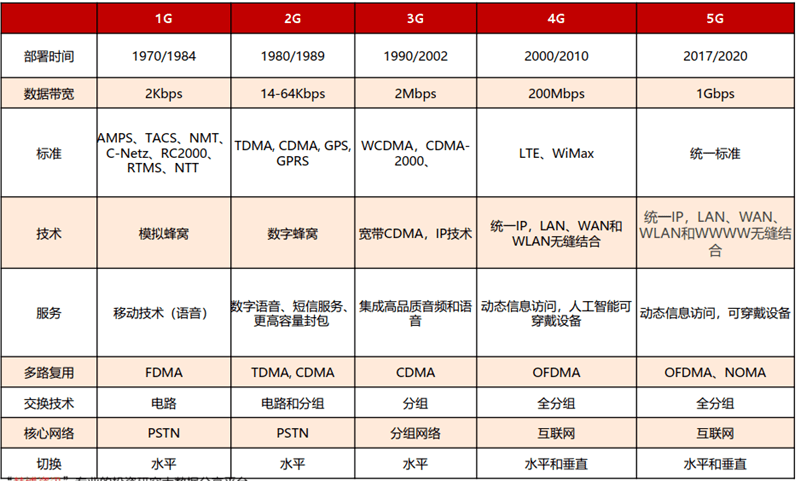 1G 2G 3G 4G 5G
部署时间 1970/1984 1980/1989 1990/2002 2000/2010 2017/2020
数据带宽 2Kbps 14-64Kbps 2Mbps 200Mbps 1Gbps
标准
AMPS、TACS、NMT、
C-Netz、RC2000、
RTMS、NTT
TDMA, CDMA, GPS,
GPRS
WCDMA，CDMA-
2000、
LTE、WiMax
统一标准
技术
模拟蜂窝
数字蜂窝
宽带CDMA，IP技术
统一IP，LAN、WAN和
WLAN无缝结合
统一IP，LAN、WAN、
WLAN和WWWW无缝结
合
服务
移动技术（语音）
数字语音、短信服务、
更高容量封包
集成高品质音频和语
音
动态信息访问，人工智能可
穿戴设备
动态信息访问，可穿戴设备
多路复用 FDMA TDMA, CDMA CDMA OFDMA OFDMA、NOMA
交换技术 电路 电路和分组 分组 全分组 全分组
核心网络 PSTN PSTN 分组网络 互联网 互联网
切换 水平 水平 水平 水平和垂直 水平和垂直